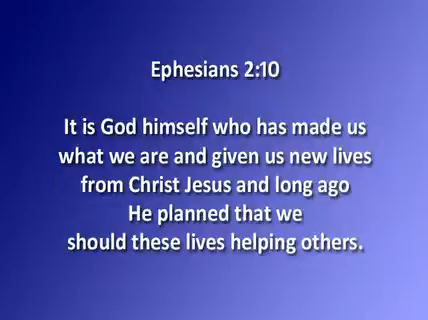 Ephesians 2:10
It is God himself who has made us
what we are and given us new lives
from Christ Jesus and long ago
He planned that we
should these lives helping others.